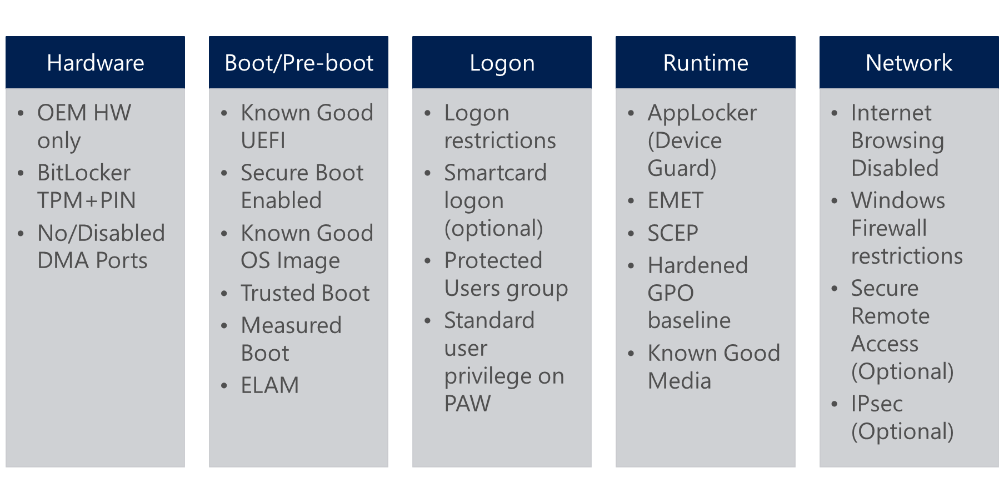 Hardware
• OEM HW
only
• BitLocker
TPM+PIN
• No/Disabled
DMA Ports
Boot/Pre-boot
• Known Good
UEFI
• Secure Boot
Enabled
• Known Good
OS Image
• Trusted Boot
• Measured
Boot
• ELAM
Logon
• Logon
restrictions
• Smartcard
logon
(optional)
• Protected
Users group
• Standard
user
privilege on
PAW
Runtime
• AppLocker
(Device
Guard)
• EMET
• SCEP
• Hardened
GPO
baseline
• Known Good
Media
Network
• Internet
Browsing
Disabled
• Windows
Firewall
restrictions
• Secure
Remote
Access
(Optional)
• IPsec
(Optional)